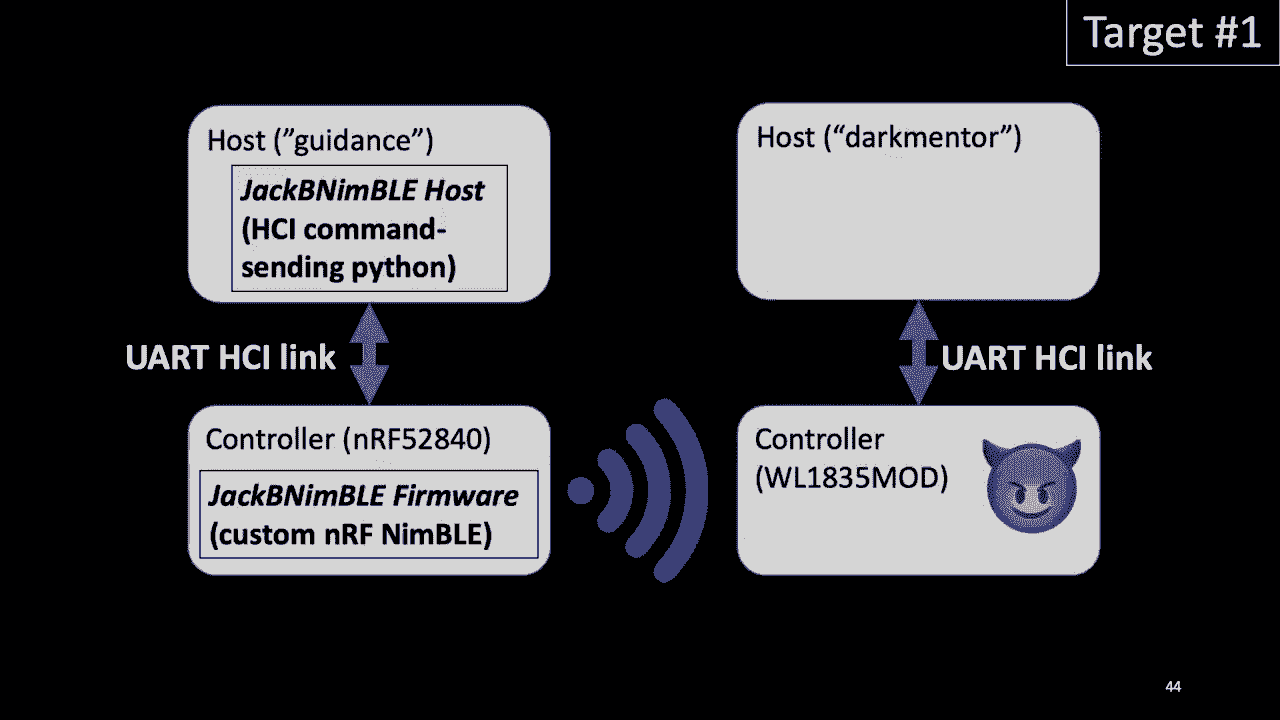 Target #1
Host (”guidance”)
JackBNimBLE Host
(HCI command-
sending python)
Host (“darkmentor”)
UART HCI link
UART HCI link
Controller (nRF52840)
JackBNimBLE Firmware
(custom nRF NimBLE)
Controller
(WL1835MOD)
44